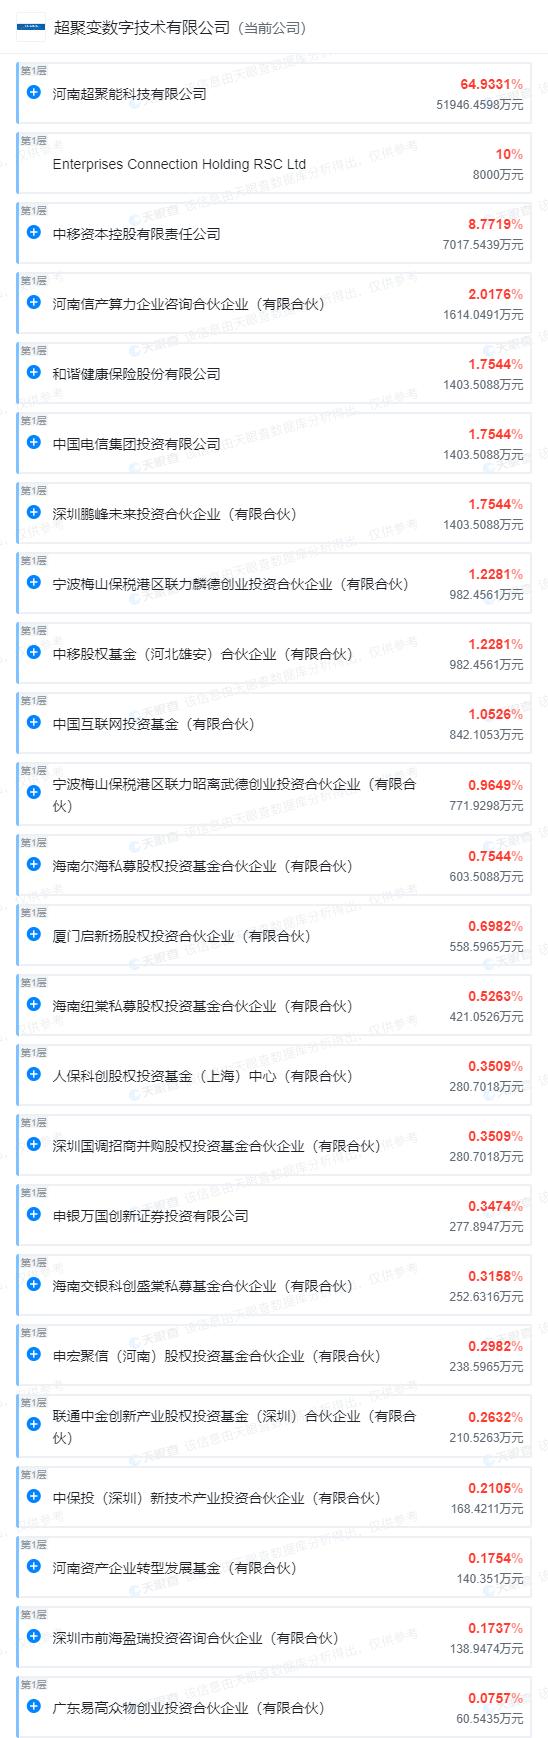 超聚变数字技术有限公司（当前公司）
第1层
河南超聚能科技有限公司
64.9331%
51946.4598万元
第1层
Enterprises Connection Holding RSC Ltd
10%
8000万元
第1层
中移资本控股有限责任公司
8.7719%
7017.5439万元
第1层
河南信产算力企业咨询合伙企业（有限合伙）
2.0176%
1614.0491万元
第1层
和谐健康保险股份有限公司
1.7544%
1403.5088万元
第1层
中国电信集团投资有限公司
1.7544%
1403.5088万元
第1层
深圳鹏峰未来投资合伙企业（有限合伙）
1.7544%
1403.5088万元
第1层
宁波梅山保税港区联力麟德创业投资合伙企业（有限合伙）
1.2281%
982.4561万元
第1层
中移股权基金（河北雄安）合伙企业（有限合伙）
1.2281%
982.4561万元
第1层
中国互联网投资基金（有限合伙）
1.0526%
842.1053万元
第1层
宁波梅山保税港区联力昭离武德创业投资合伙企业（有限合
伙）
0.9649%
771.9298万元
第1层
海南尔海私募股权投资基金合伙企业（有限合伙）
0.7544%
603.5088万元
第1层
厦门启新扬股权投资合伙企业（有限合伙）
0.6982%
558.5965万元
第1层
海南纽棠私募股权投资基金合伙企业（有限合伙）
0.5263%
421.0526万元
第1层
人保科创股权投资基金（上海）中心（有限合伙）
0.3509%
280.7018万元
第1层
深圳国调招商并购股权投资基金合伙企业（有限合伙）
0.3509%
280.7018万元
第1层
申银万国创新证券投资有限公司
0.3474%
277.8947万元
第1层
海南交银科创盛棠私募基金合伙企业（有限合伙）
0.3158%
252.6316万元
第1层
申宏聚信（河南）股权投资基金合伙企业（有限合伙）
0.2982%
238.5965万元
第1层
联通中金创新产业股权投资基金（深圳）合伙企业（有限合
伙）
0.2632%
210.5263万元
第1层
中保投（深圳）新技术产业投资合伙企业（有限合伙）
0.2105%
168.4211万元
第1层
河南资产企业转型发展基金（有限合伙）
0.1754%
140.351万元
第1层
深圳市前海盈瑞投资咨询合伙企业（有限合伙）
0.1737%
138.9474万元
第1层
广东易高众物创业投资合伙企业（有限合伙）
0.0757%
60.5435万元
天眼查 该信息由天眼查数据库分析得出，仅供参考